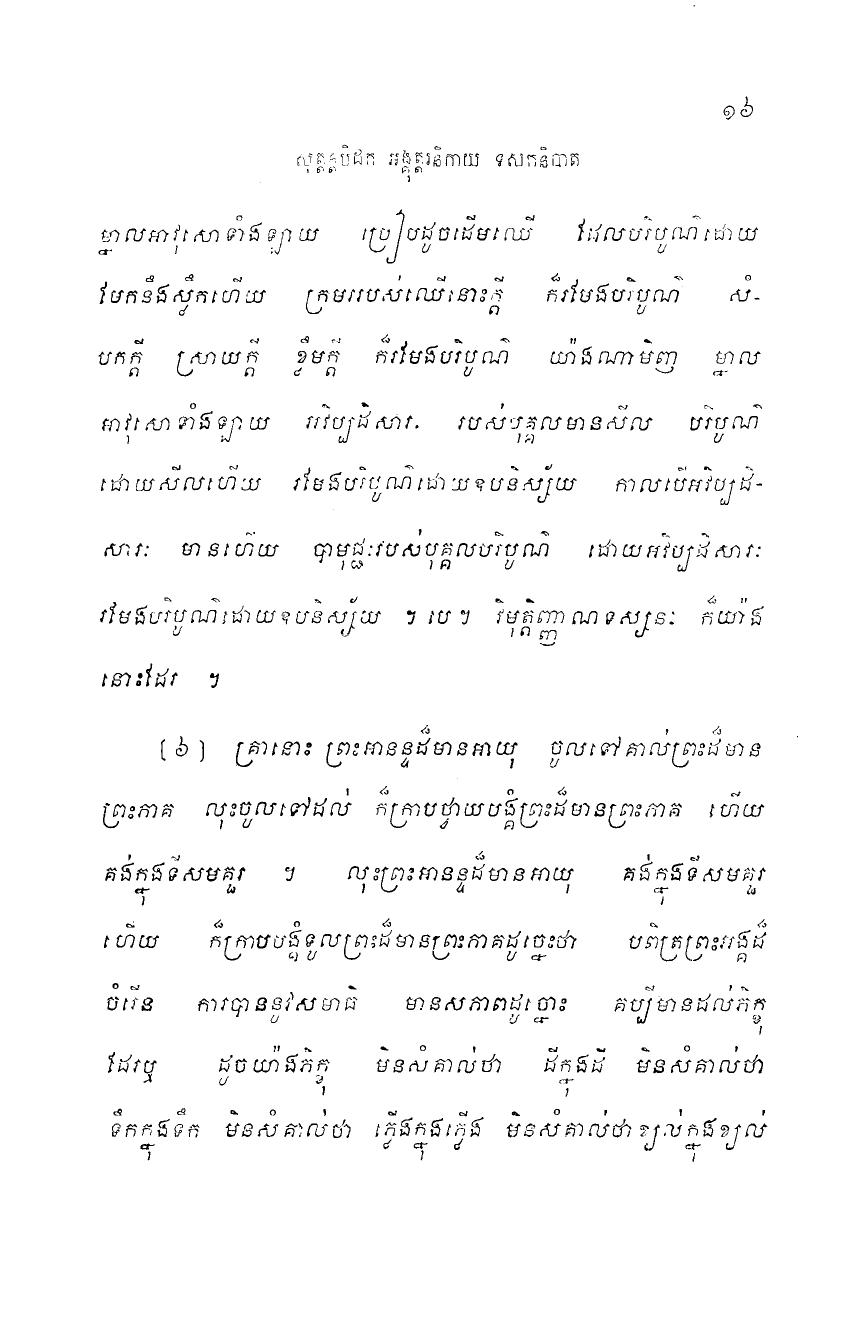 ១៦
សុត្តន្តបិដក អង្គុត្តរនិកាយ ទសកនិបាត
ម្នាលអាវុសោទាំងឡាយ ប្រៀបដូចដើមឈើ ដែលបរិបូណ៌ដោយ
មែកនឹងស្លឹកហើយ ក្រមររបស់ឈើនោះក្តី ក៏រមែងបរិបូណ៌ សំ-
បកក្តី ស្រាយក្តី ខ្លឹមក្តី ក៏រមែងបរិបូណ៌ យ៉ាងណាមិញ ម្នាល
អាវុសោទាំងឡាយ អវិប្បដិសារៈ របស់បុគ្គលមានសីល បរិបូណ៌
ដោយសីលហើយ រមែងបរិបូណ៌ដោយឧបនិស្ស័យ កាលបើអវិប្បដិ-
សារៈ មានហើយ បាមុជ្ជៈរបស់បុគ្គលបរិបូណ៌ ដោយអវិប្បដិសារៈ
រមែងបរិបូណ៌ដោយឧបនិស្ស័យ ។ បេ ។ វិមុត្តិញ្ញាណទស្សនៈ ក៏យ៉ាង
នោះដែរ ។
[៦] គ្រានោះ ព្រះអានន្ទដ៏មានអាយុ ចូលទៅគាល់ព្រះដ៏មាន
ព្រះភាគ លុះចូលទៅដល់ ក៏ក្រាបថ្វាយបង្គំព្រះដ៏មានព្រះភាគ ហើយ
គង់ក្នុងទីសមគួរ ។ លុះព្រះអានន្ទដ៏មានអាយុ គង់ក្នុងទីសមគួរ
ហើយ ក៏ក្រាបបង្គំទូលព្រះដ៏មានព្រះភាគដូច្នេះថា បពិត្រព្រះអង្គដ៏
ចំរើន ការបាននូវសមាធិ មានសភាពដូច្នោះ គប្បីមានដល់ភិក្ខុ
ដែរឬ ដូចយ៉ាងភិក្ខុ មិនសំគាល់ថា ដីក្នុងដី មិនសំគាល់ថា
ទឹកក្នុងទឹក មិនសំគាល់ថា ភ្លើងក្នុងភ្លើង មិនសំគាល់ថាខ្យល់ក្នុងខ្យល់